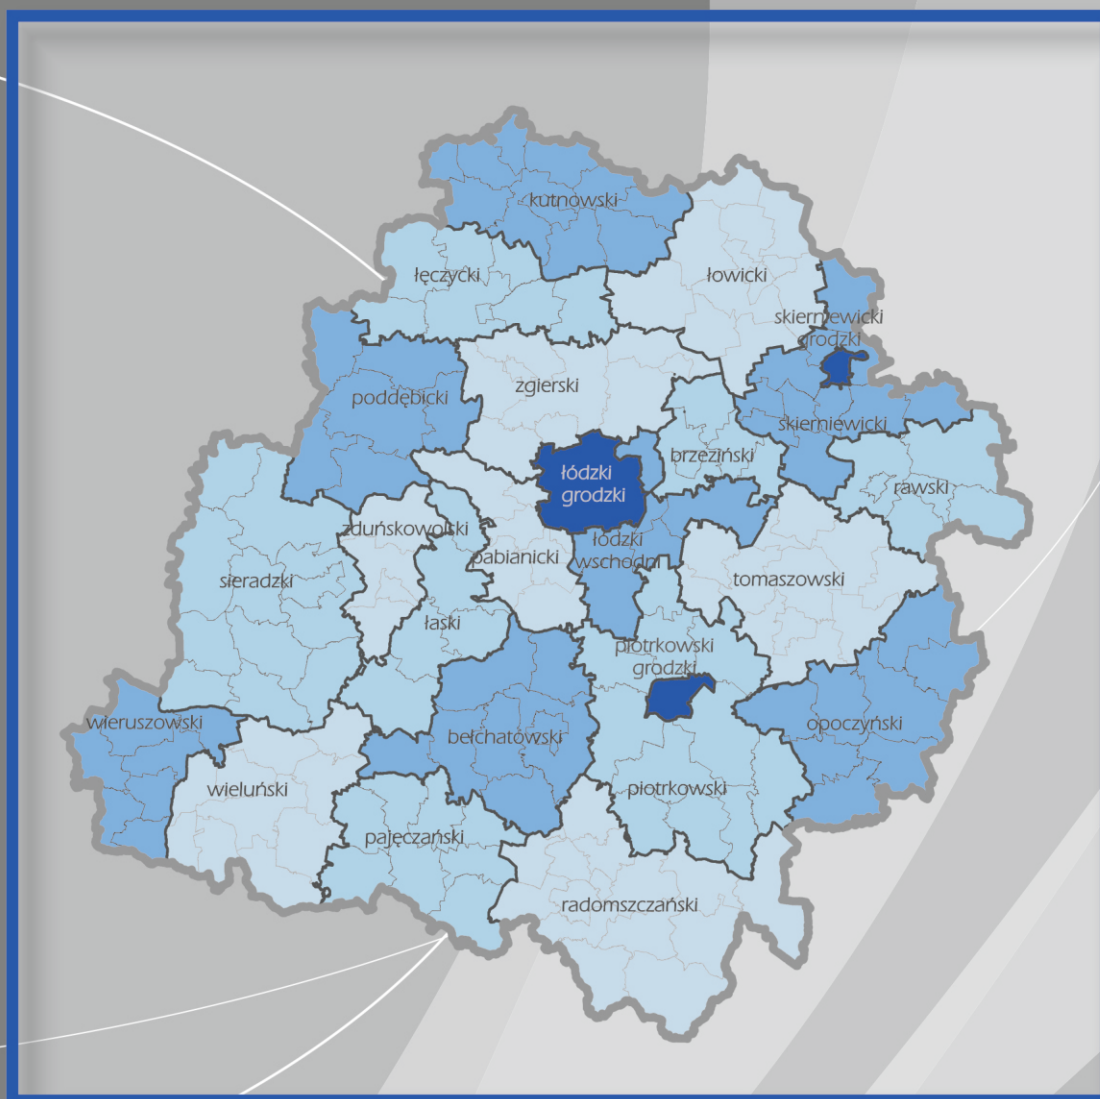 kutnowski
łęczycki
łowicki
skierniewicki
grodzki
zgierski
poddębicki
skierniewicki
brzeziński
łódzki
grodzki
rawski
zduńskowolski
pabianicki
łódzki
wschodni
sieradzki
tomaszowski
łaski
piotrkowski
grodzki
wieruszowski
bełchatówski
opoczyński
wieluński
piotrkowski
pajęczański
radomszczański